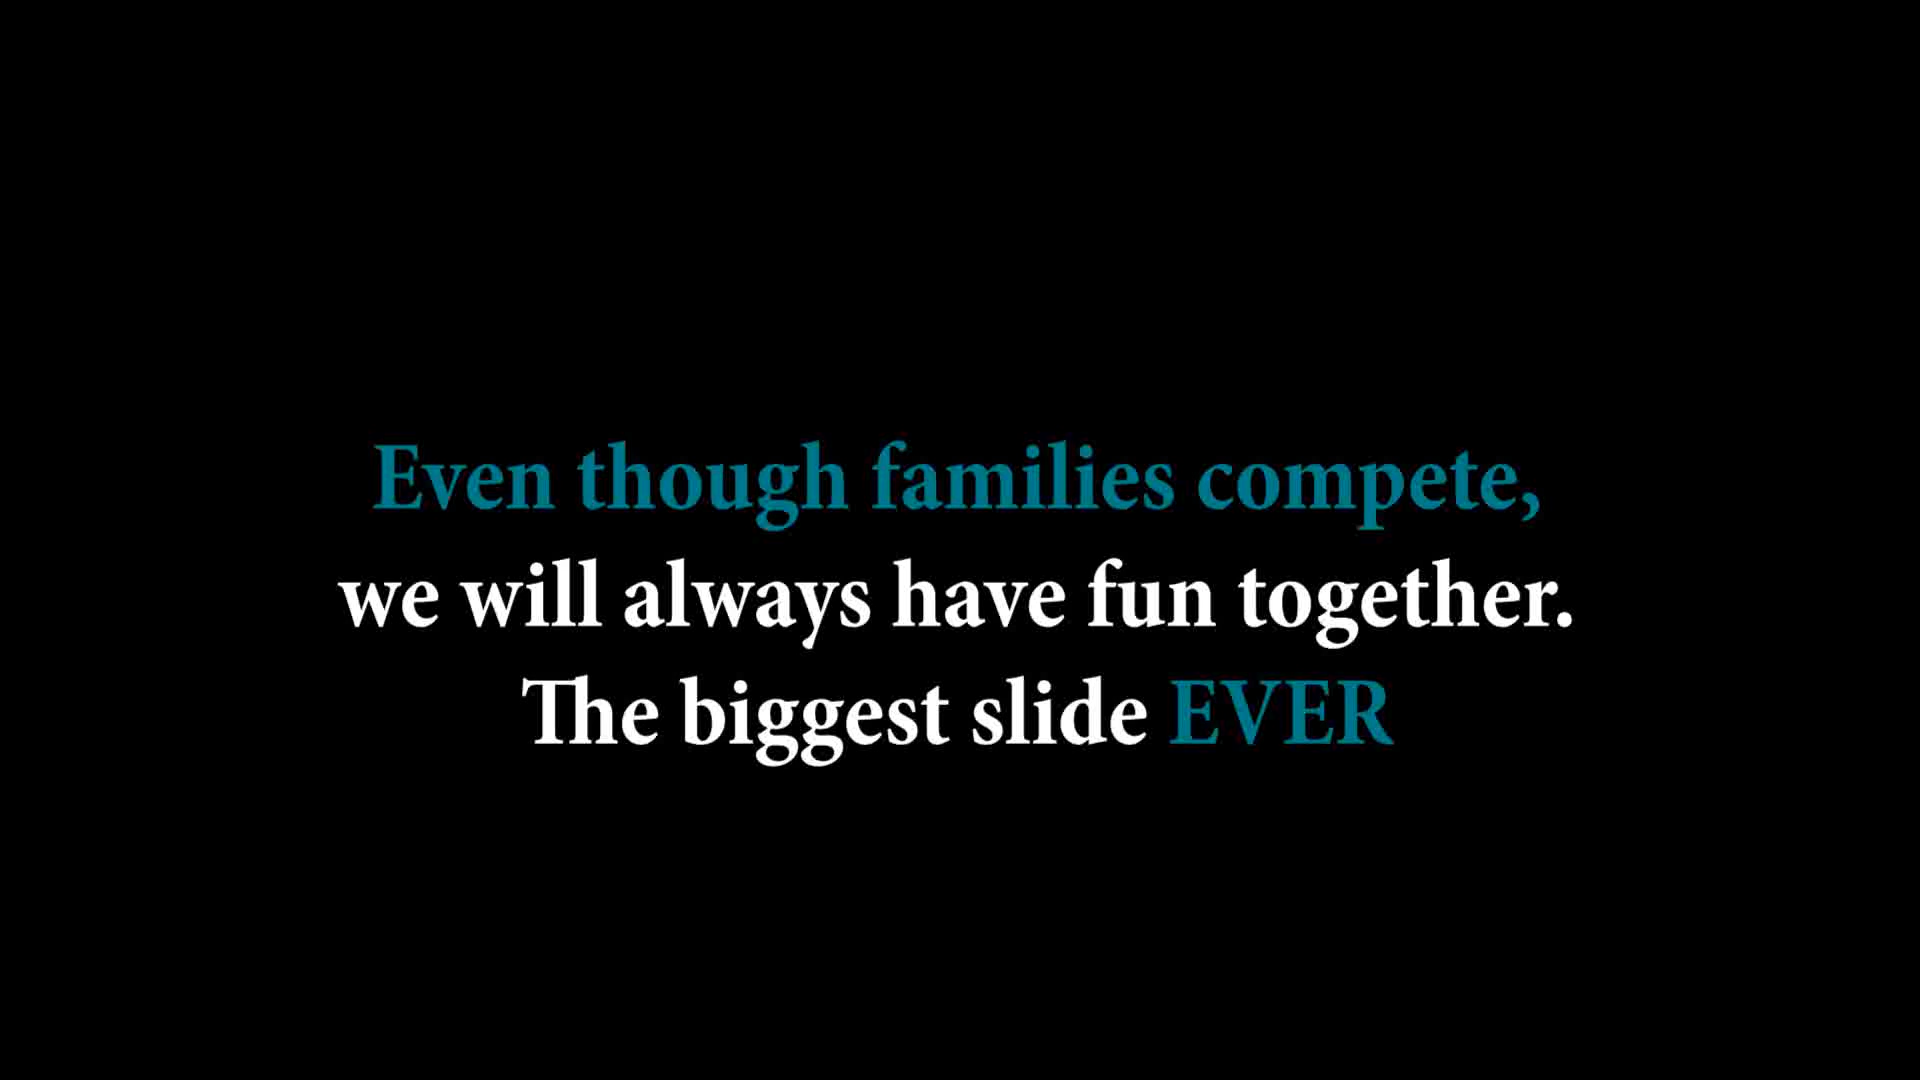 Even though families compete,
we will always have fun together.
The biggest slide EVER